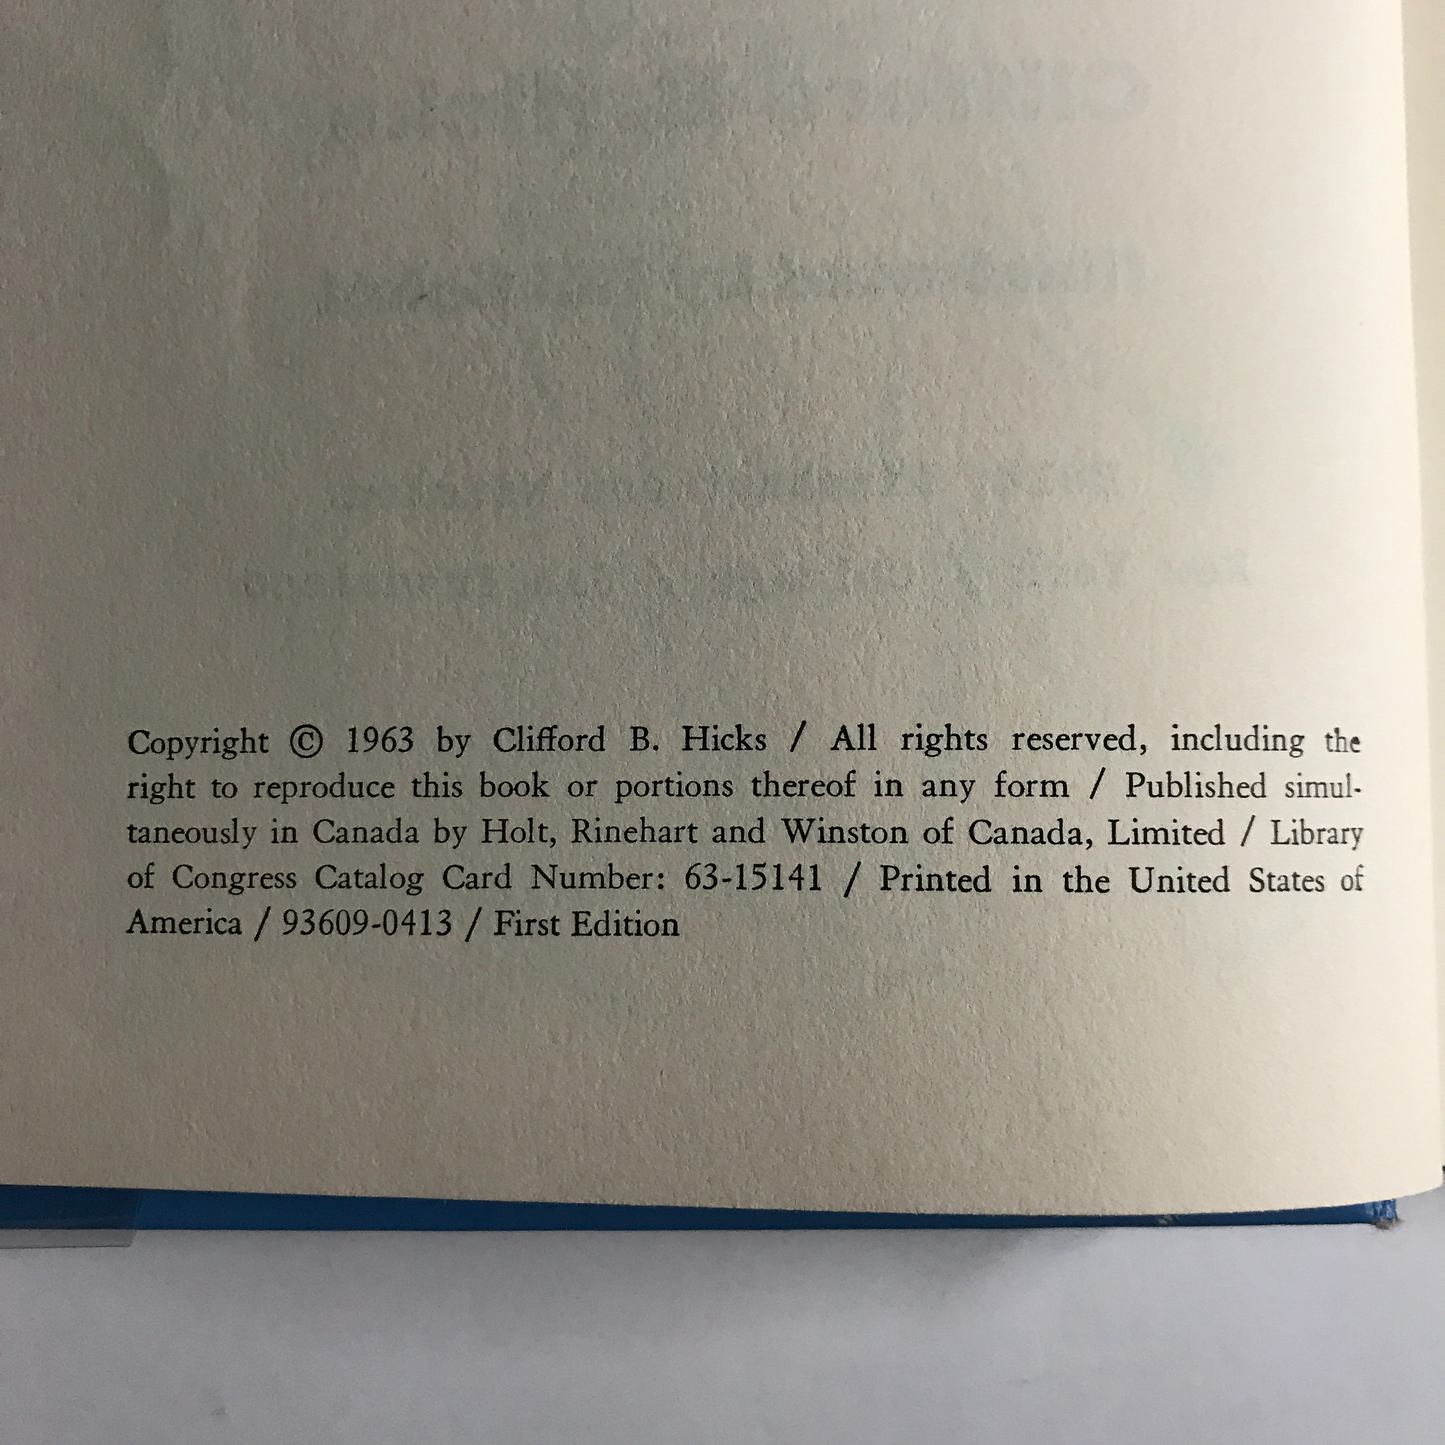 Copyright © 1963 by Clifford B. Hicks / All rights reserved, including the
right to reproduce this book or portions thereof in any form / Published simul-
taneously in Canada by Holt, Rinehart and Winston of Canada, Limited / Library
of Congress Catalog Card Number: 63-15141 / Printed in the United States of
America / 93609-0413 / First Edition